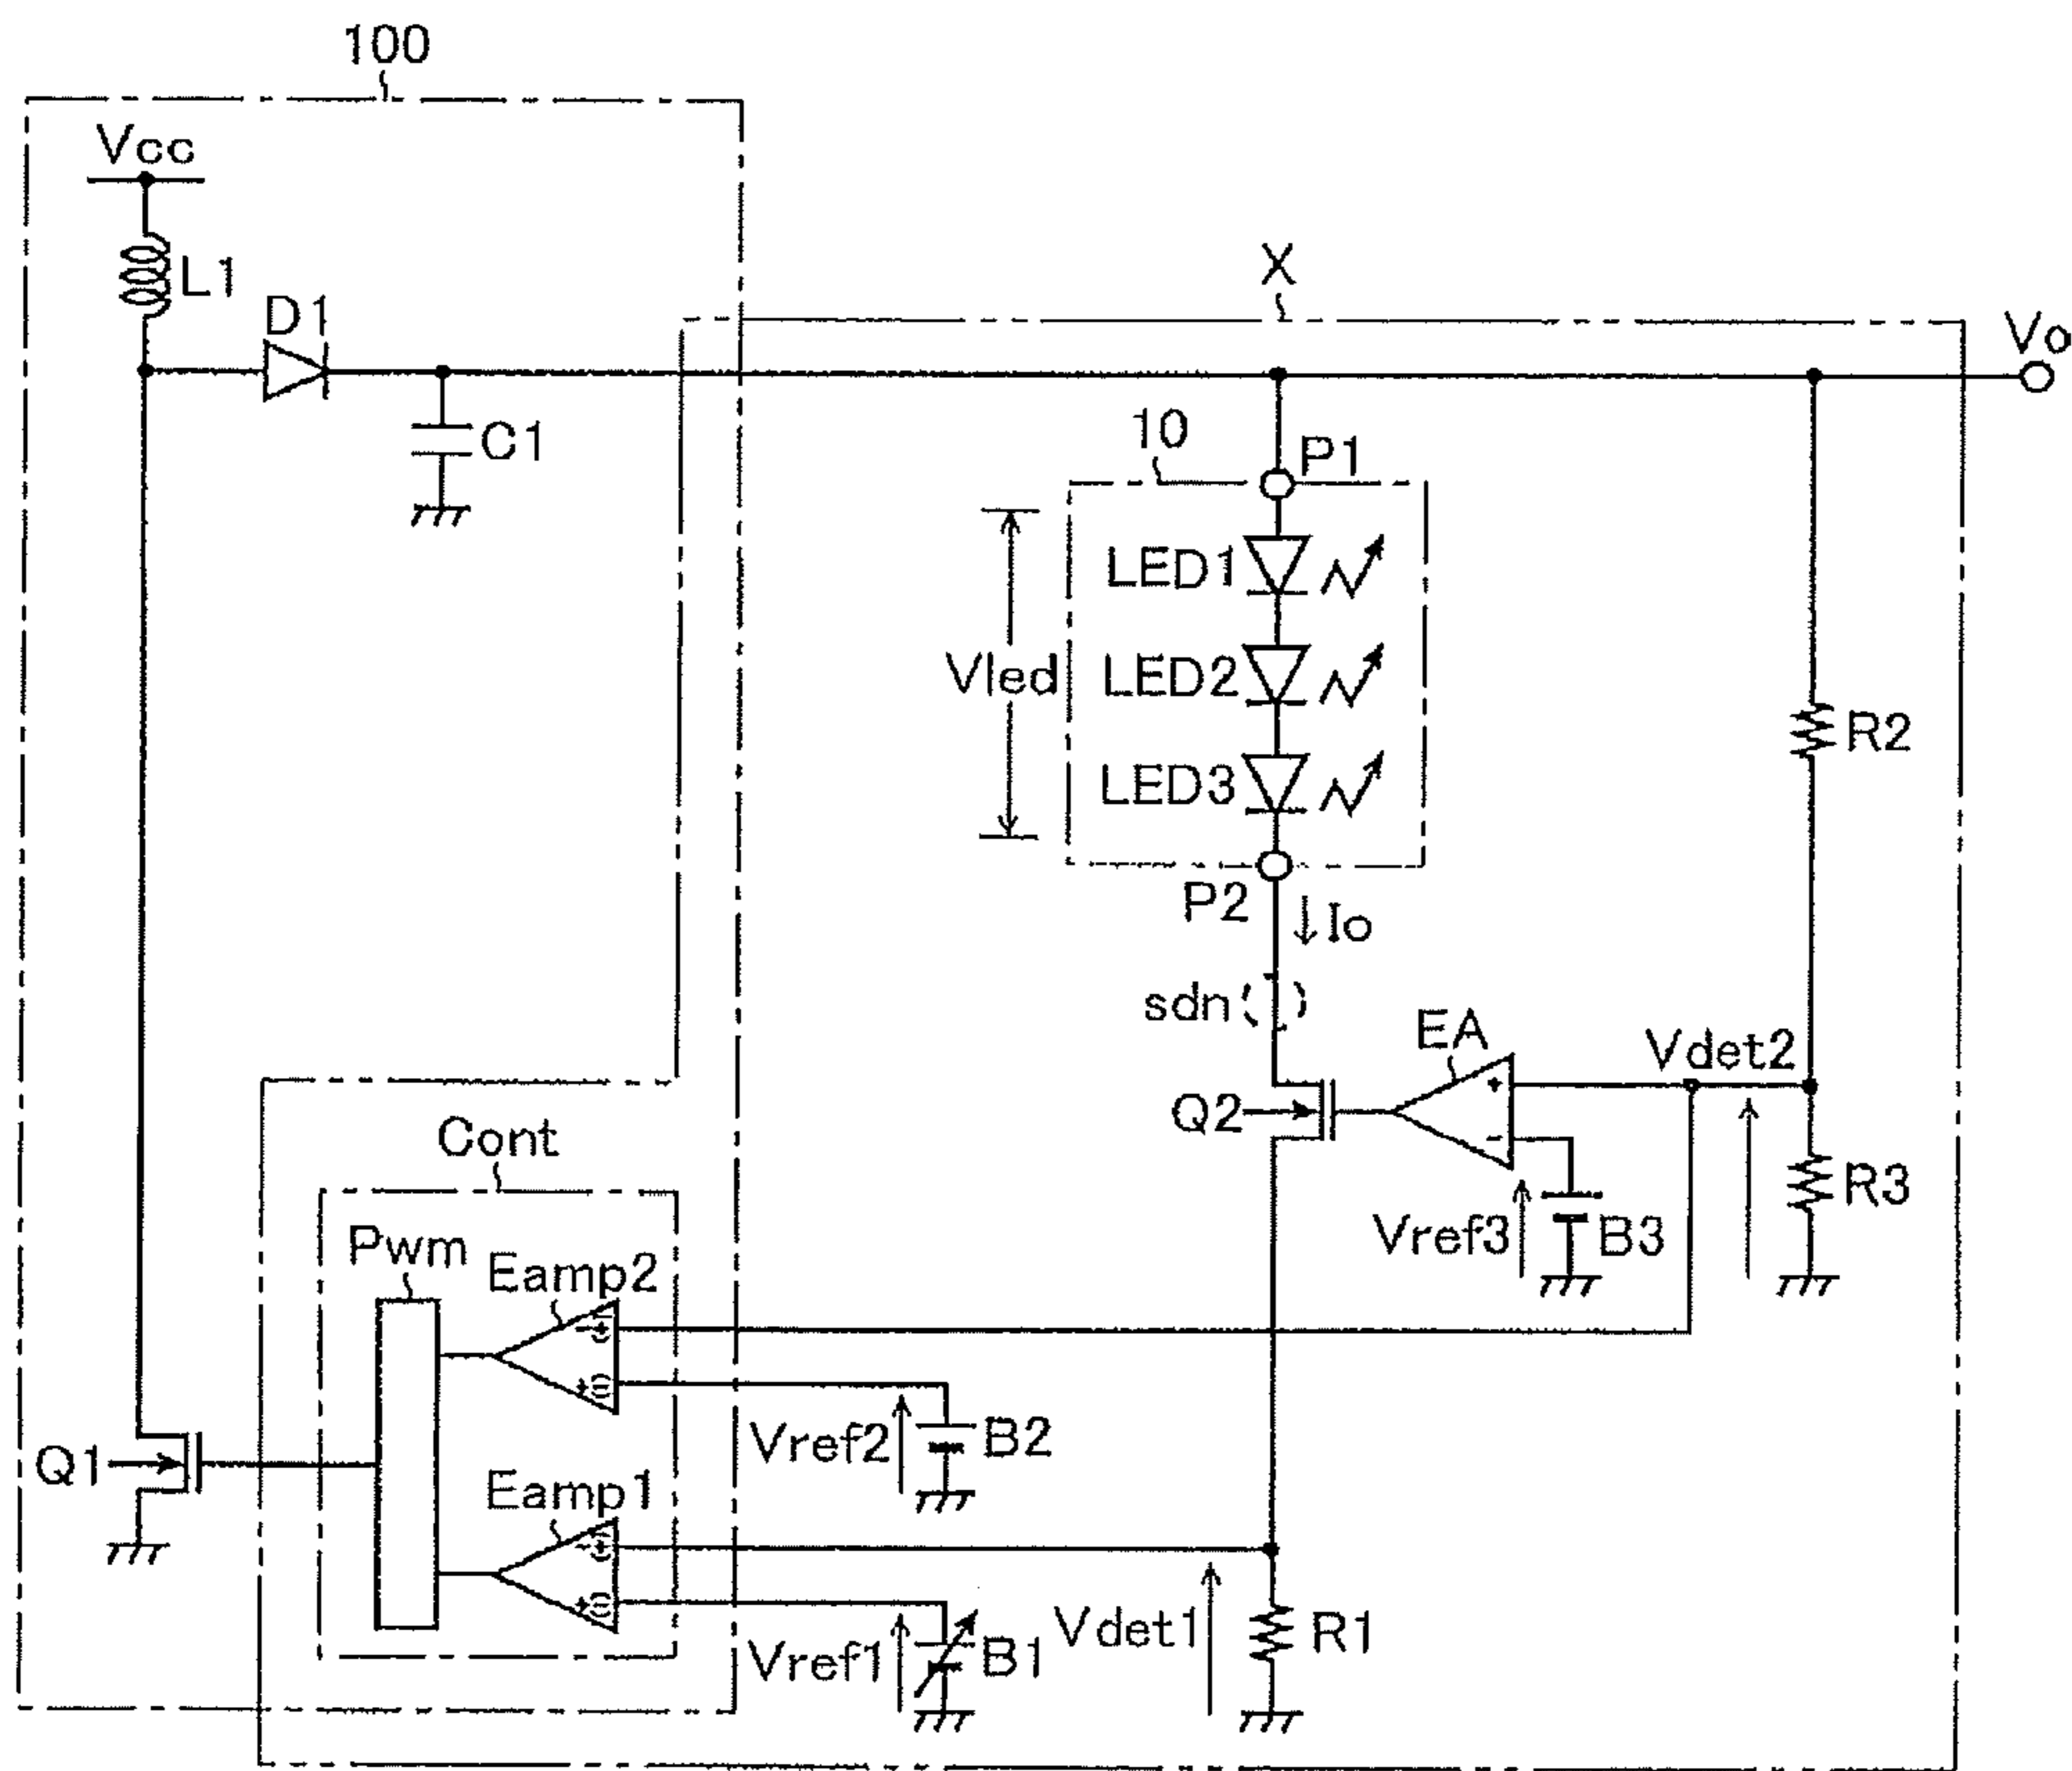 100
Vcc
L1
D1
C1
X
Vo
10
P1
LED1
LED2
LED3
Vled
P2
Io
sdn
R2
EA
+
-
Vdet2
Q2
Vref3
B3
R3
Cont
Pwm
Eamp2
-(+)
+(-)
Vref2
B2
Q1
Eamp1
-(+)
+(-)
Vref1
B1
Vdet1
R1